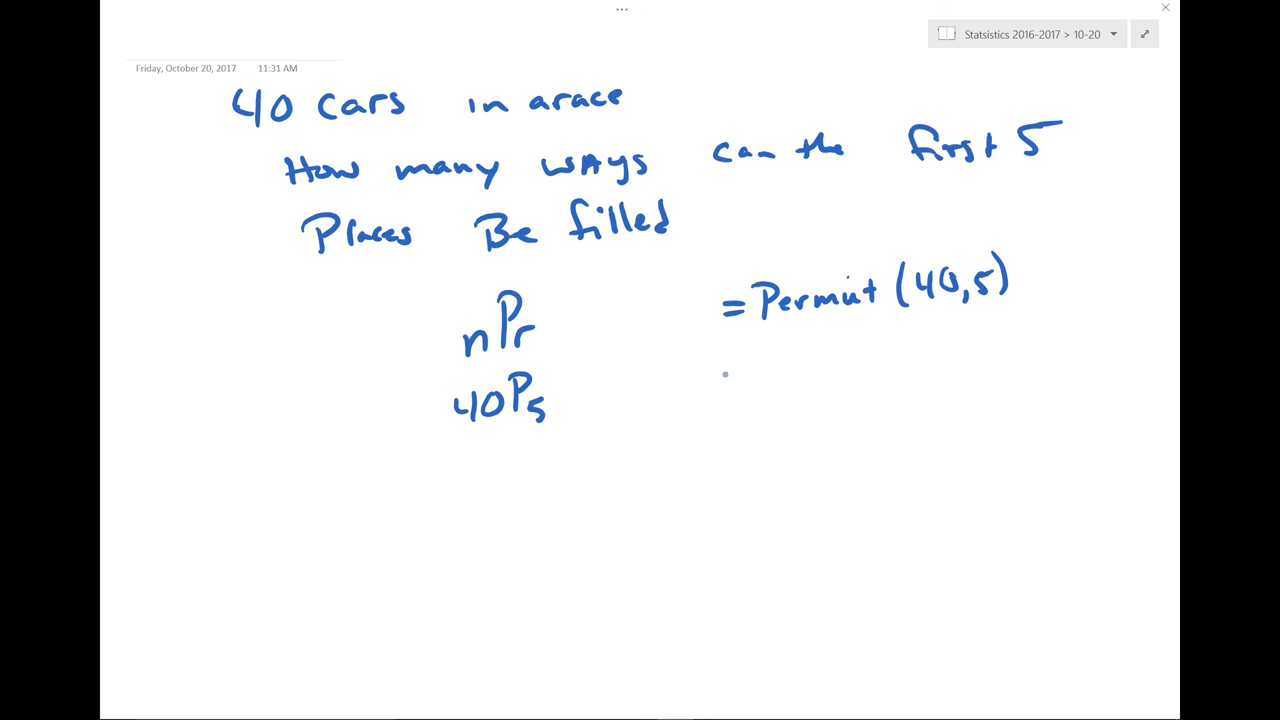 ...
Statsistics 2016-2017 > 10-20
Friday, October 20, 2017 11:31 AM
40 Cars in a race
How many ways can the first 5
Places Be filled
nPr
= Permut (40,5)
40P5